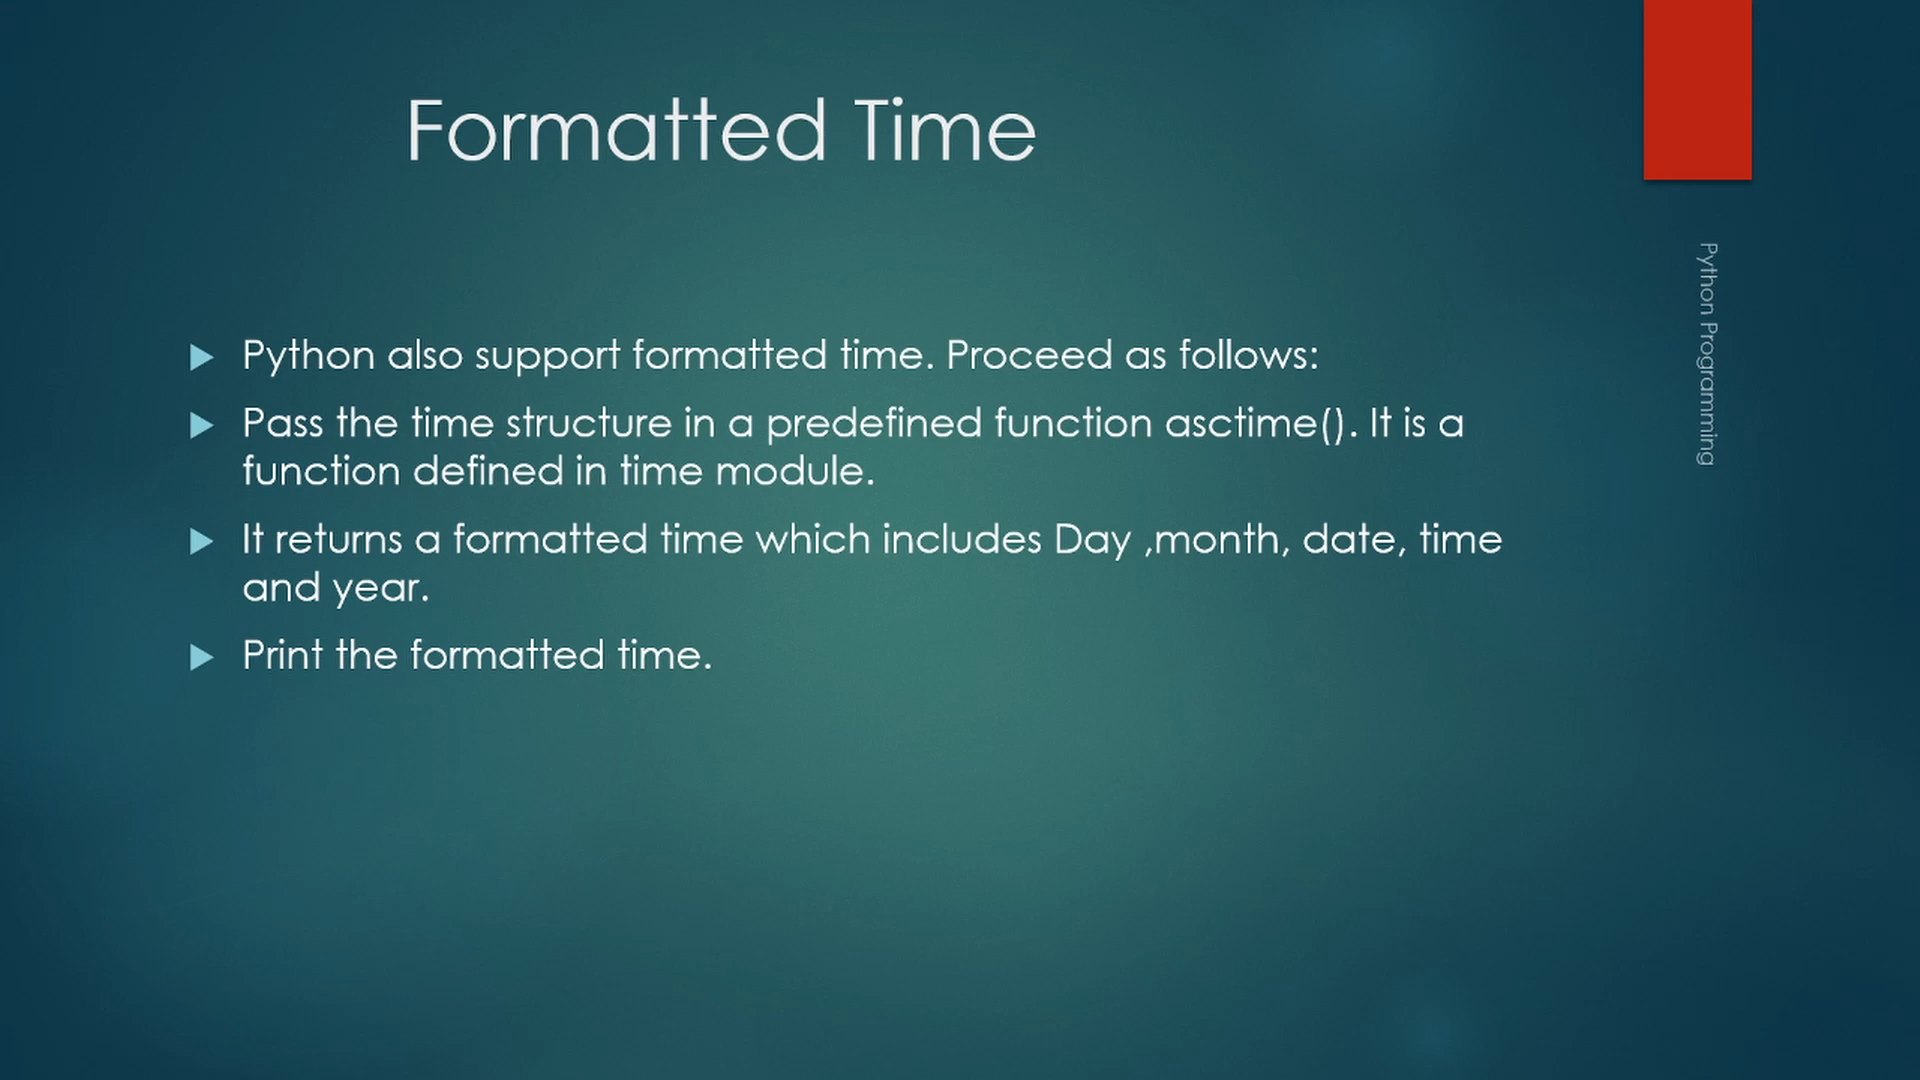 Formatted Time
Python also support formatted time. Proceed as follows:
Pass the time structure in a predefined function asctime(). It is a
function defined in time module.
It returns a formatted time which includes Day ,month, date, time
and year.
Print the formatted time.
Python Programming